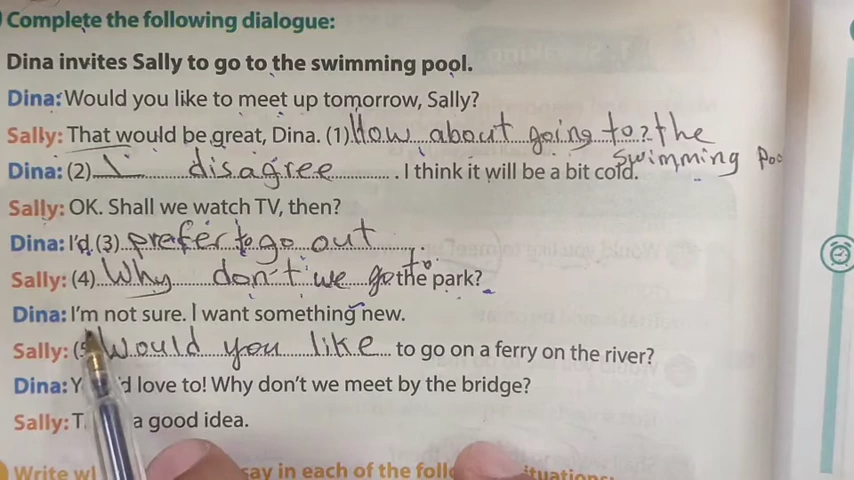 Complete the following dialogue:
Dina invites Sally to go to the swimming pool.
Dina: Would you like to meet up tomorrow, Sally?
Sally: That would be great, Dina. (1) How about going to? the
swimming Poo
Dina: (2) I disagree. I think it will be a bit cold.
Sally: OK. Shall we watch TV, then?
Dina: I'd (3) prefer to go out.
Sally: (4) Why don't we go to the park?
Dina: I'm not sure. I want something new.
Sally: (5 Would you like to go on a ferry on the river?
Dina: Y d love to! Why don't we meet by the bridge?
Sally: T a good idea.
Write wh say in each of the foll ituations: